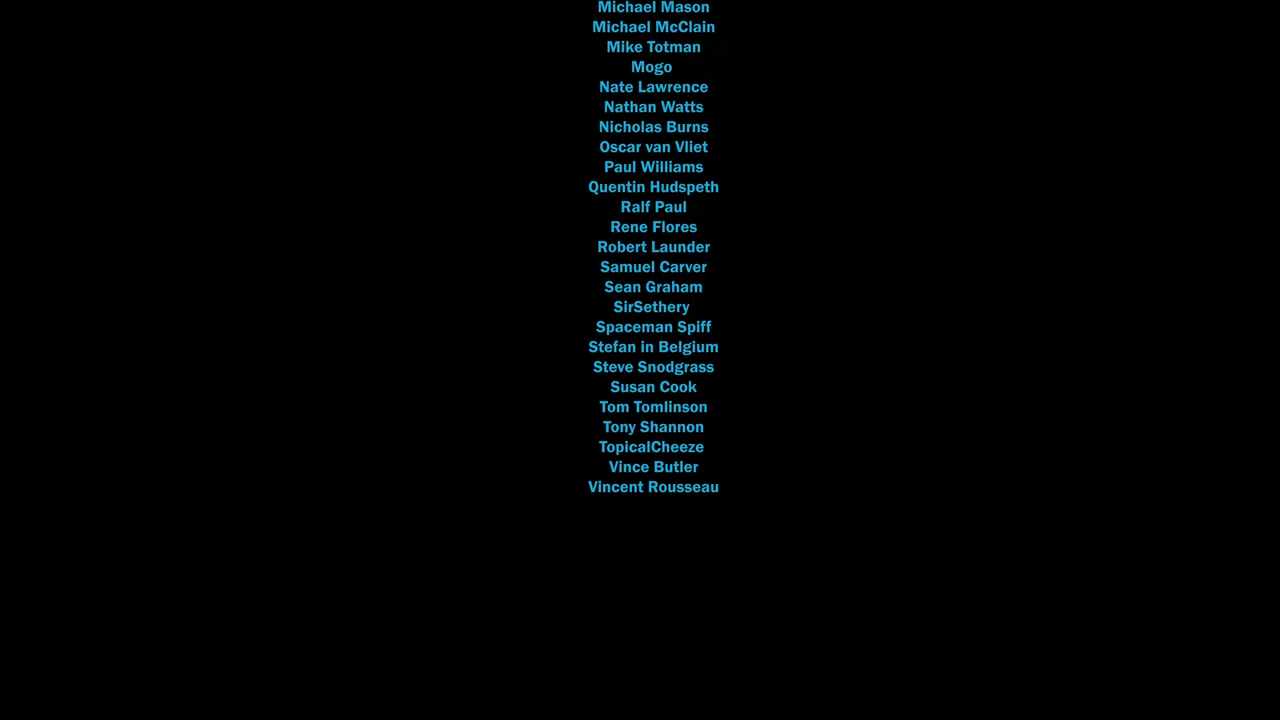 Michael Mason
Michael McClain
Mike Totman
Mogo
Nate Lawrence
Nathan Watts
Nicholas Burns
Oscar van Vliet
Paul Williams
Quentin Hudspeth
Ralf Paul
Rene Flores
Robert Launder
Samuel Carver
Sean Graham
SirSethery
Spaceman Spiff
Stefan in Belgium
Steve Snodgrass
Susan Cook
Tom Tomlinson
Tony Shannon
TopicalCheeze
Vince Butler
Vincent Rousseau